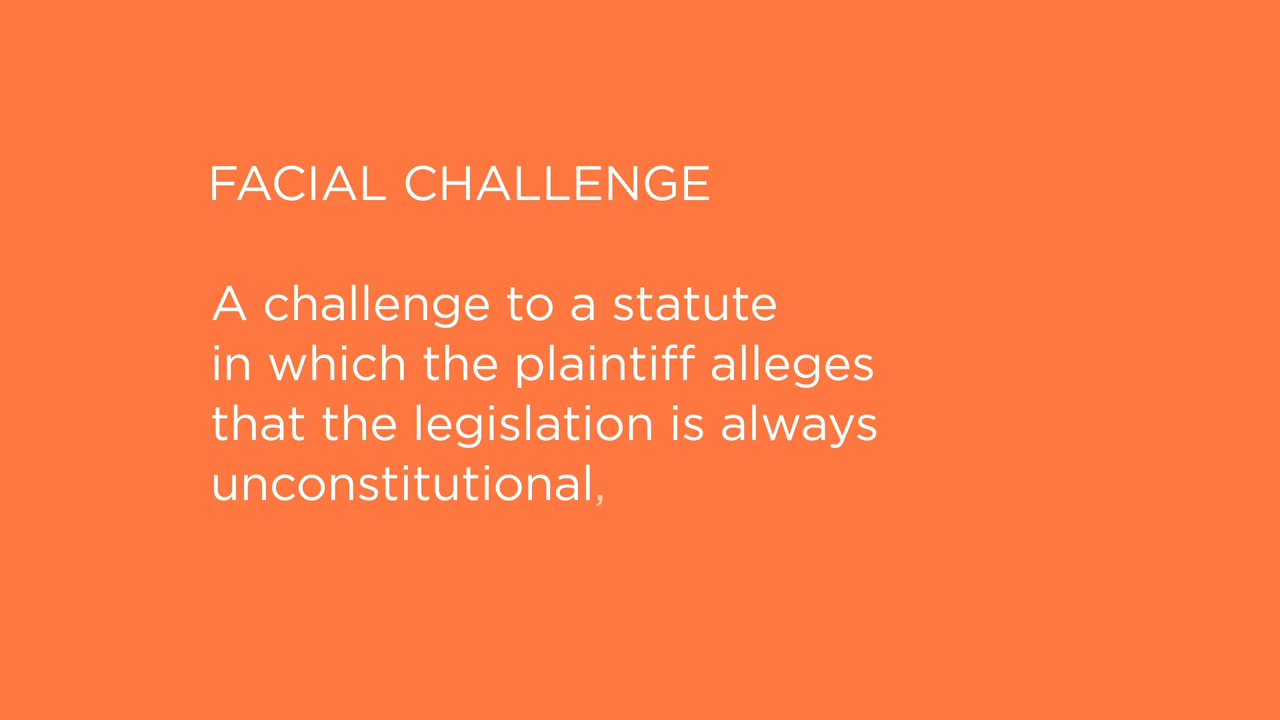 FACIAL CHALLENGE
A challenge to a statute
in which the plaintiff alleges
that the legislation is always
unconstitutional,